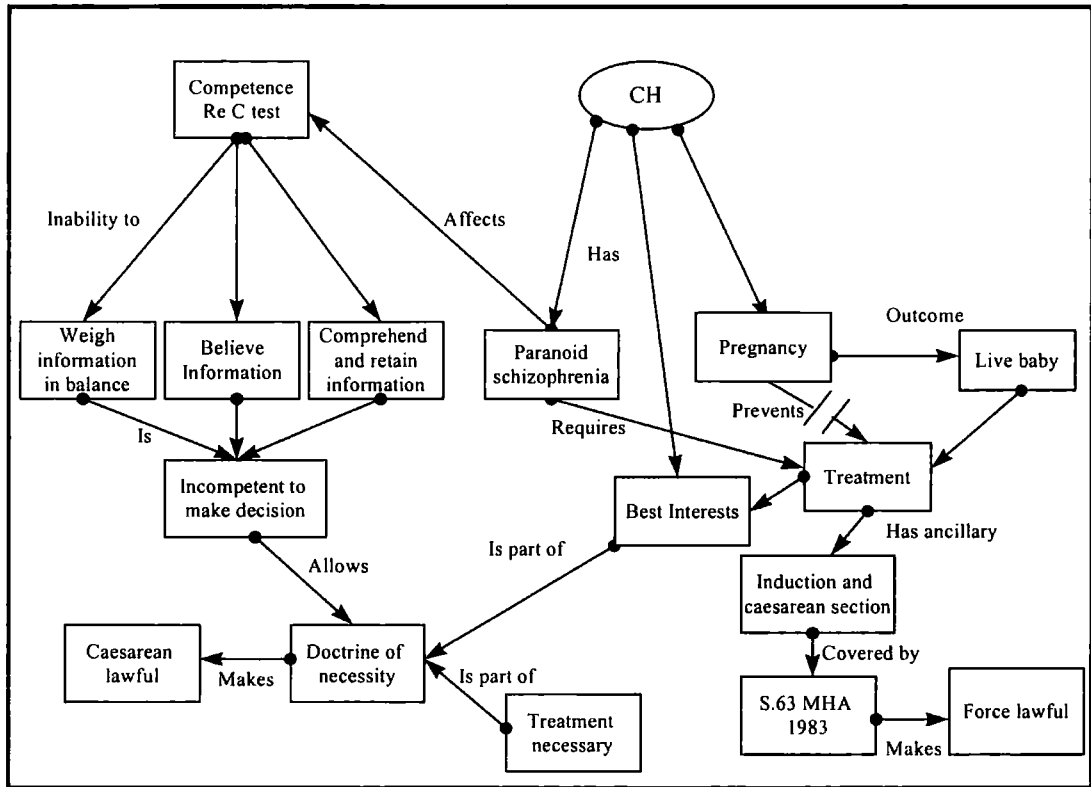 Competence
Re C test
CH
Inability to
Affects
Has
Weigh
information
in balance
Believe
Information
Comprehend
and retain
information
Paranoid
schizophrenia
Pregnancy
Outcome
Live baby
Is
Requires
Prevents
Incompetent to
make decision
Best Interests
Treatment
Has ancillary
Is part of
Allows
Induction and
caesarean section
Caesarean
lawful
Makes
Doctrine of
necessity
Is part of
Treatment
necessary
Covered by
S.63 MHA
1983
Makes
Force lawful